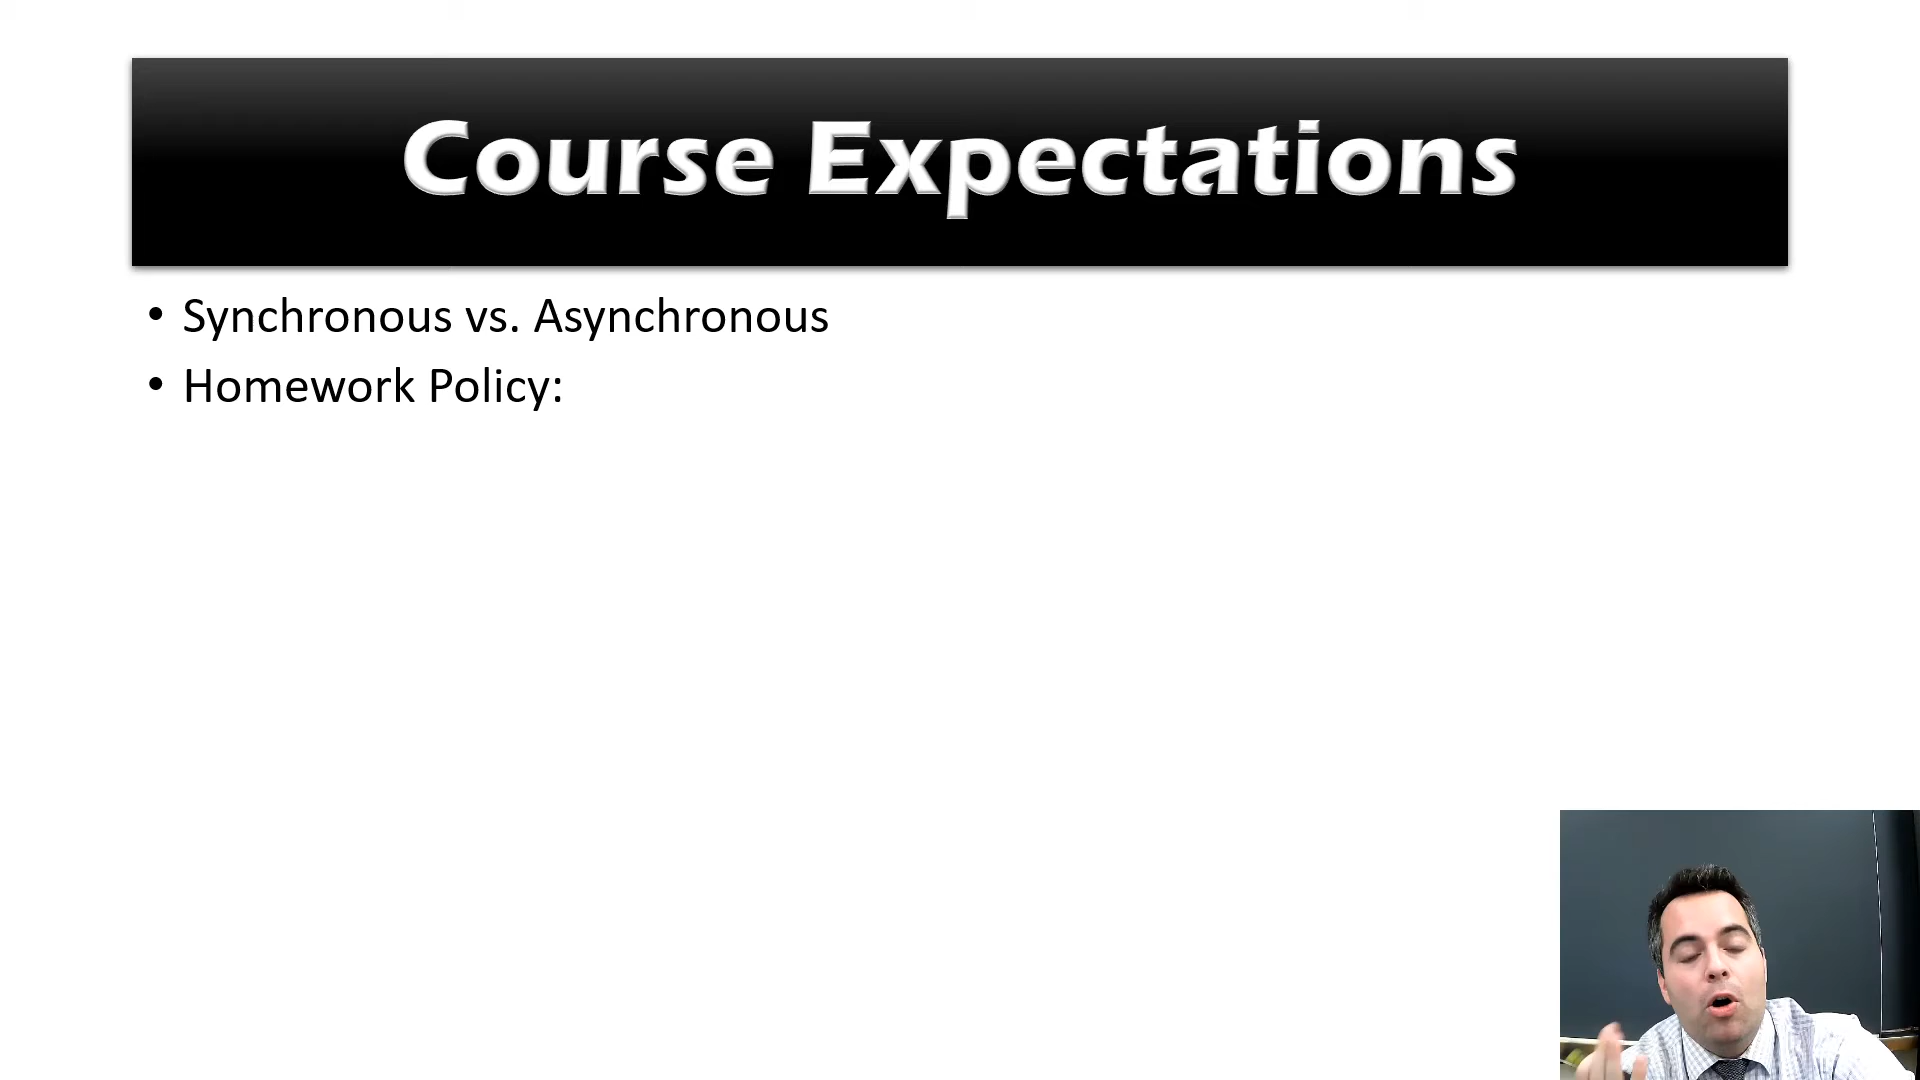 Course Expectations
• Synchronous vs. Asynchronous
• Homework Policy: